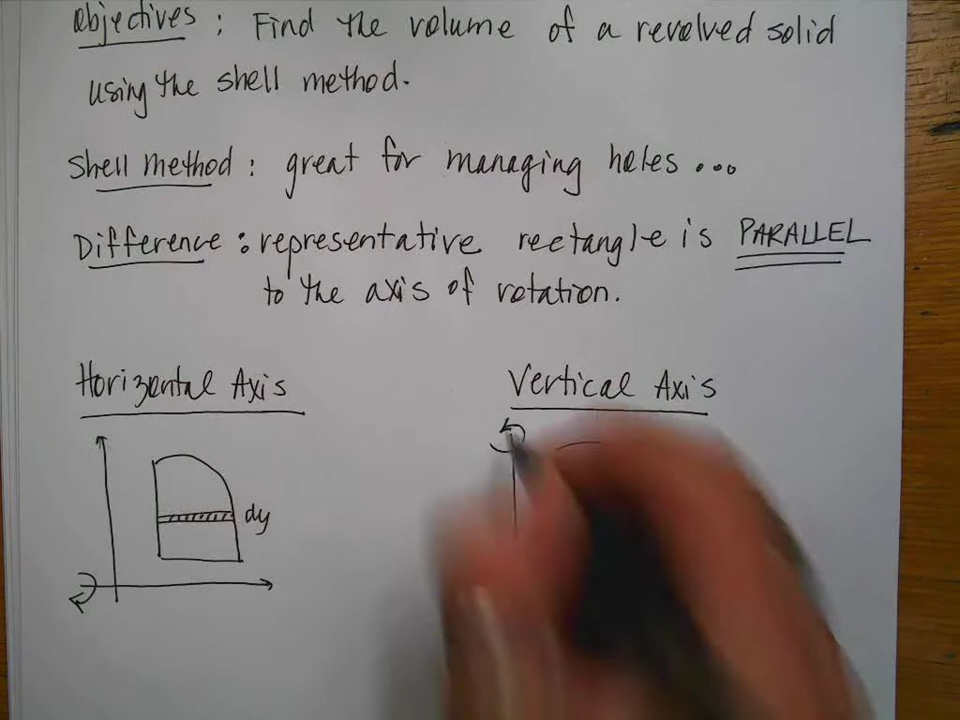 Objectives : Find the volume of a revolved solid
using the shell method.
Shell method : great for managing holes ...
Difference : representative rectangle is PARALLEL
to the axis of rotation.
Horizontal Axis
Vertical Axis
dy